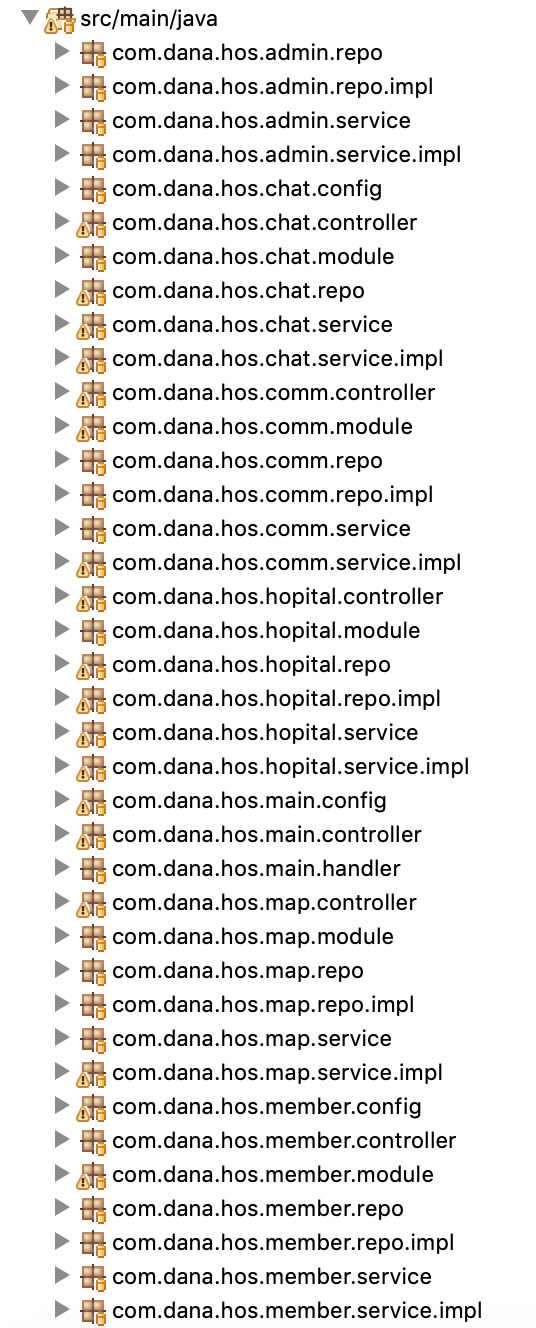 src/main/java
com.dana.hos.admin.repo
com.dana.hos.admin.repo.impl
com.dana.hos.admin.service
com.dana.hos.admin.service.impl
com.dana.hos.chat.config
com.dana.hos.chat.controller
com.dana.hos.chat.module
com.dana.hos.chat.repo
com.dana.hos.chat.service
com.dana.hos.chat.service.impl
com.dana.hos.comm.controller
com.dana.hos.comm.module
com.dana.hos.comm.repo
com.dana.hos.comm.repo.impl
com.dana.hos.comm.service
com.dana.hos.comm.service.impl
com.dana.hos.hopital.controller
com.dana.hos.hopital.module
com.dana.hos.hopital.repo
com.dana.hos.hopital.repo.impl
com.dana.hos.hopital.service
com.dana.hos.hopital.service.impl
com.dana.hos.main.config
com.dana.hos.main.controller
com.dana.hos.main.handler
com.dana.hos.map.controller
com.dana.hos.map.module
com.dana.hos.map.repo
com.dana.hos.map.repo.impl
com.dana.hos.map.service
com.dana.hos.map.service.impl
com.dana.hos.member.config
com.dana.hos.member.controller
com.dana.hos.member.module
com.dana.hos.member.repo
com.dana.hos.member.repo.impl
com.dana.hos.member.service
com.dana.hos.member.service.impl